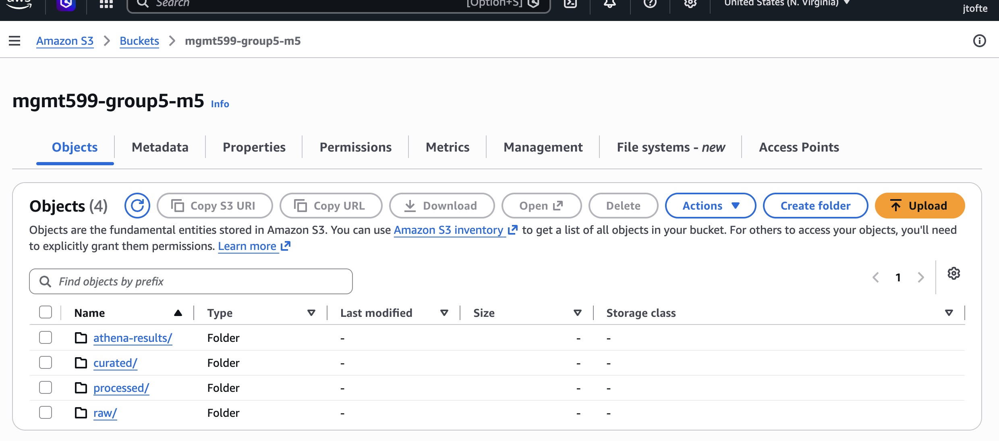 aws
Search
[Option+S]
United States (N. Virginia)
jtofte
Amazon S3
Buckets
mgmt599-group5-m5
mgmt599-group5-m5 Info
Objects
Metadata
Properties
Permissions
Metrics
Management
File systems - new
Access Points
Objects (4)
Copy S3 URI
Copy URL
Download
Open
Delete
Actions
Create folder
Upload
Objects are the fundamental entities stored in Amazon S3. You can use Amazon S3 inventory to get a list of all objects in your bucket. For others to access your objects, you'll need
to explicitly grant them permissions. Learn more
Find objects by prefix
1
Name Type Last modified Size Storage class
athena-results/ Folder - - -
curated/ Folder - - -
processed/ Folder - - -
raw/ Folder - - -